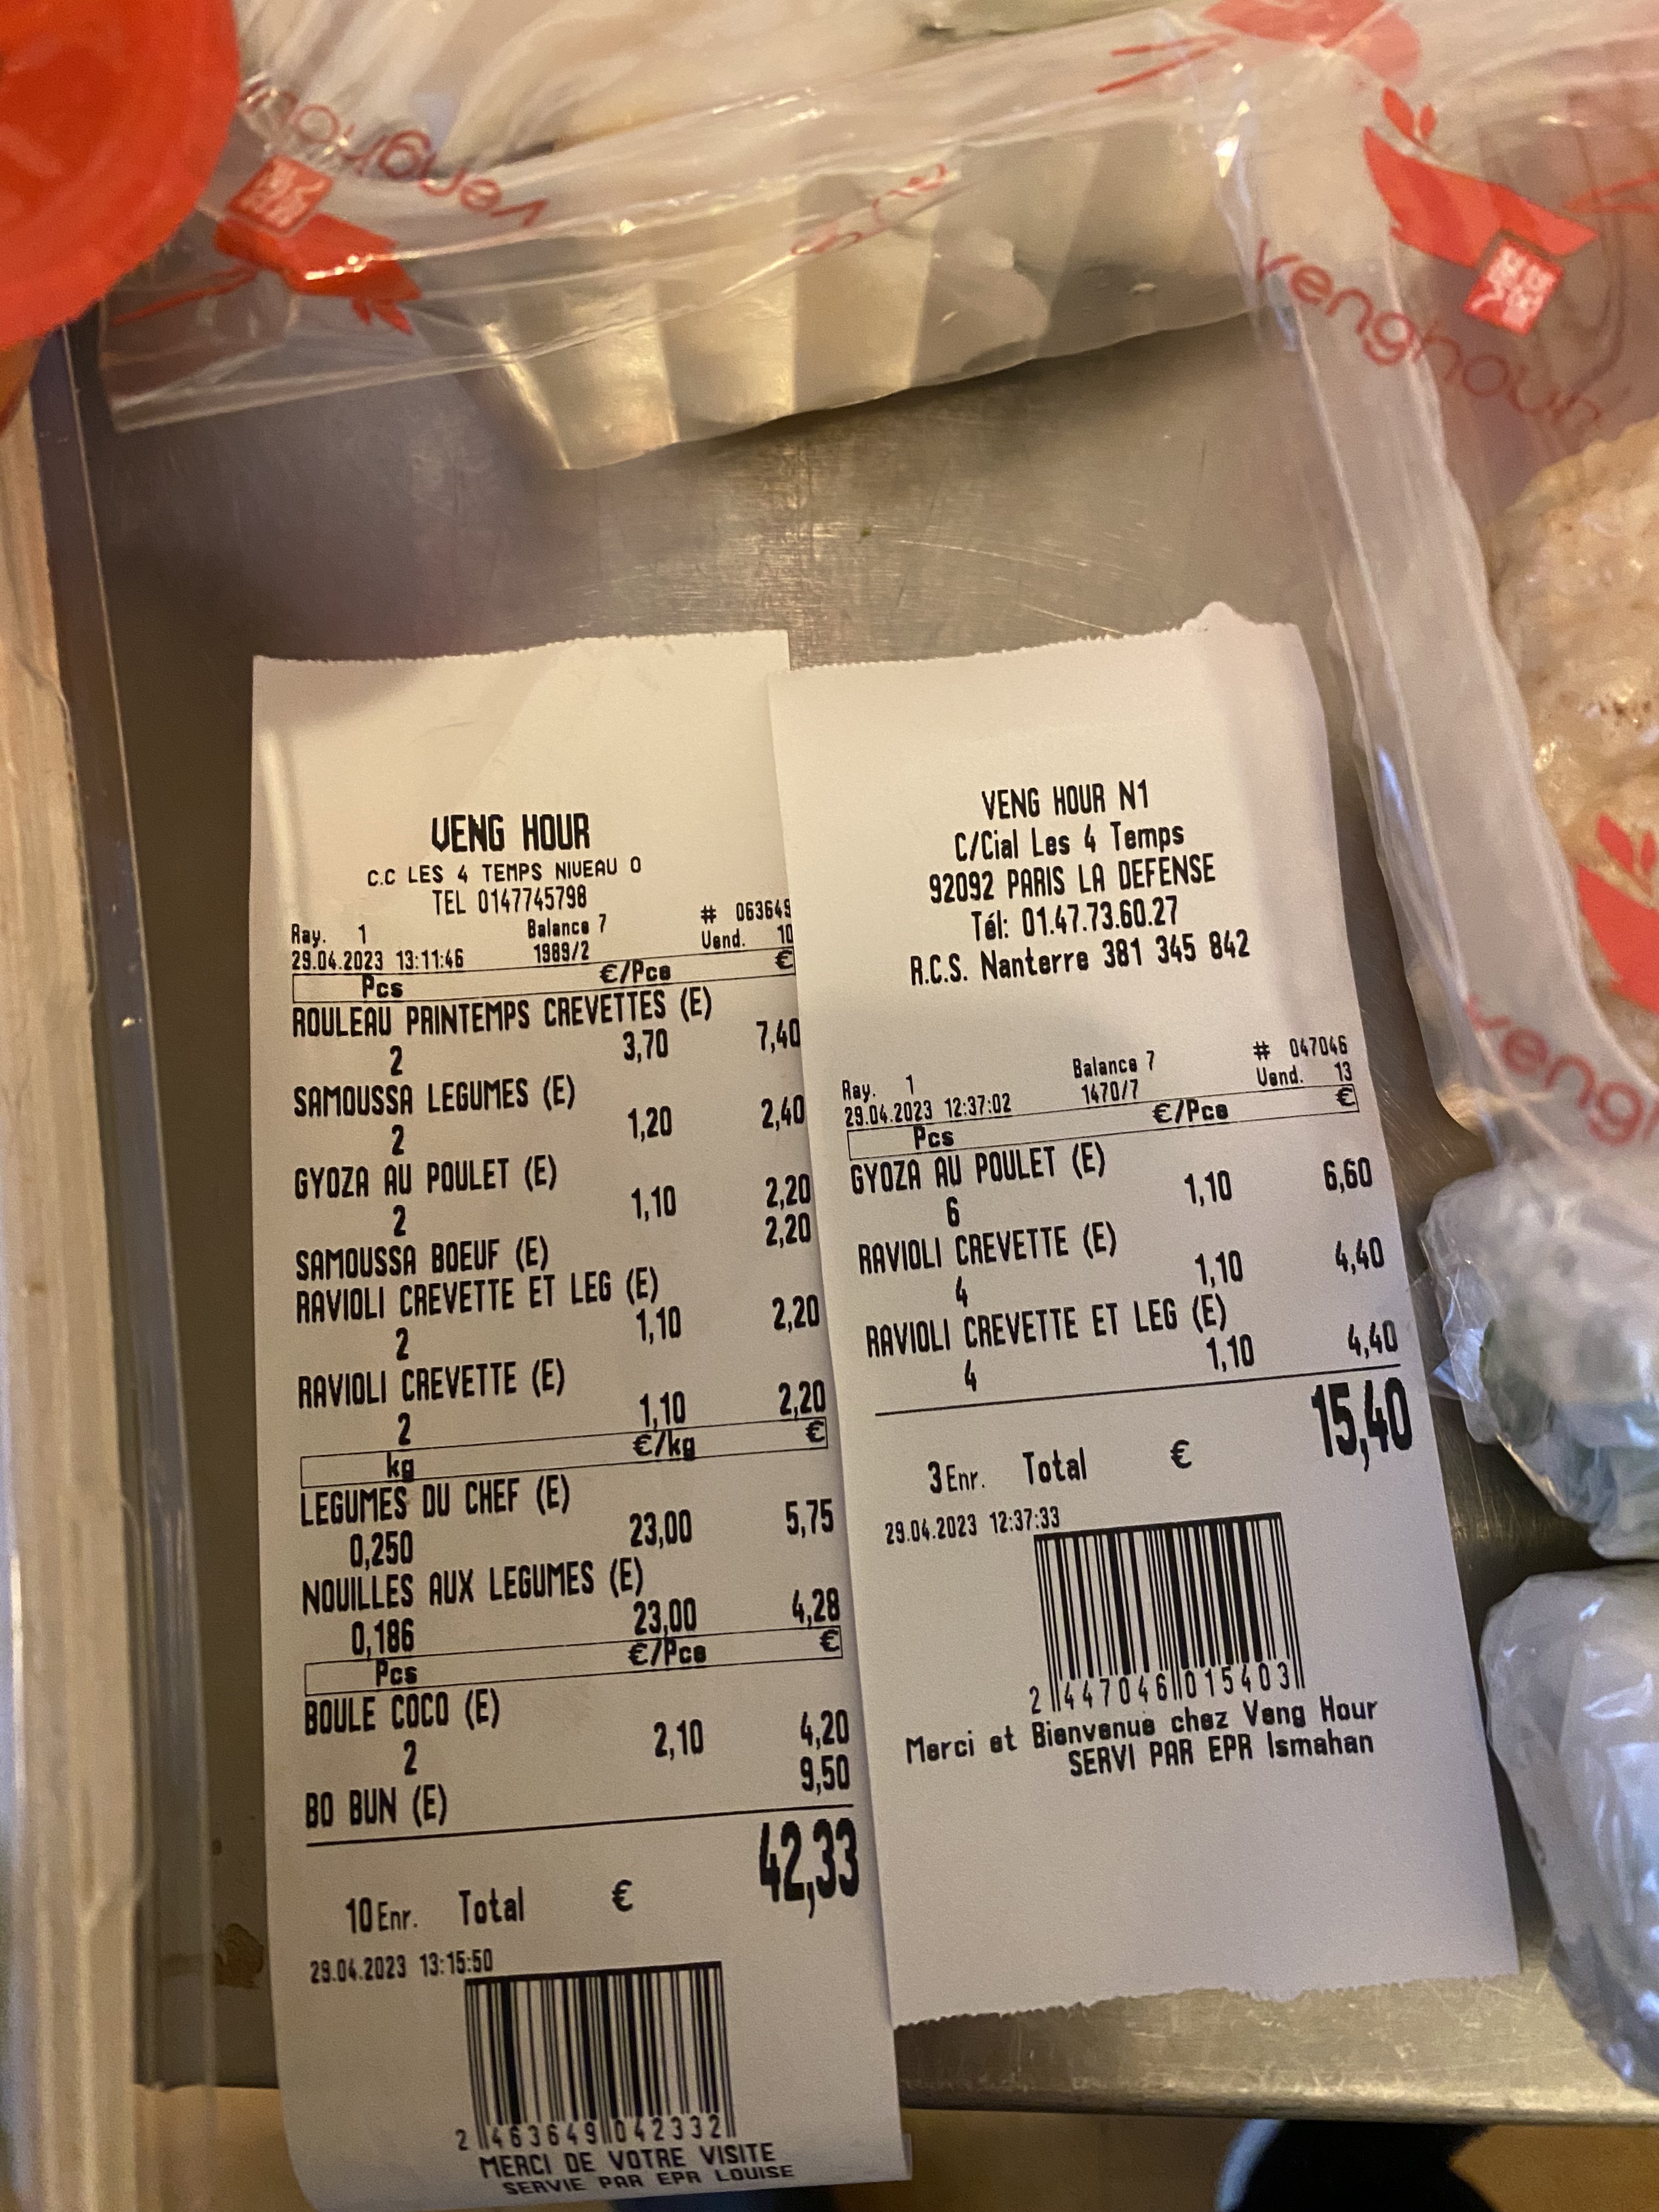 venghour
venghour
VENG HOUR
C.C LES 4 TEMPS NIVEAU 0
TEL 0147745798
Ray. 1 Balance 7 # 063649
29.04.2023 13:11:46 1989/2 Vend. 10
Pcs €/Pce €
ROULEAU PRINTEMPS CREVETTES (E)
2 3,70 7,40
SAMOUSSA LEGUMES (E)
2 1,20 2,40
GYOZA AU POULET (E)
2 1,10 2,20
SAMOUSSA BOEUF (E) 2,20
RAVIOLI CREVETTE ET LEG (E)
2 1,10 2,20
RAVIOLI CREVETTE (E)
2 1,10 2,20
kg €/kg €
LEGUMES DU CHEF (E)
0,250 23,00 5,75
NOUILLES AUX LEGUMES (E)
0,186 23,00 4,28
Pcs €/Pce €
BOULE COCO (E)
2 2,10 4,20
BO BUN (E) 9,50
10 Enr. Total € 42,33
29.04.2023 13:15:50
2 463649 042332
MERCI DE VOTRE VISITE
SERVIE PAR EPR LOUISE
VENG HOUR N1
C/Cial Les 4 Temps
92092 PARIS LA DEFENSE
Tél: 01.47.73.60.27
R.C.S. Nanterre 381 345 842
Ray. 1 Balance 7 # 047046
29.04.2023 12:37:02 1470/7 Vend. 13
Pcs €/Pce €
GYOZA AU POULET (E)
6 1,10 6,60
RAVIOLI CREVETTE (E)
4 1,10 4,40
RAVIOLI CREVETTE ET LEG (E)
4 1,10 4,40
3 Enr. Total € 15,40
29.04.2023 12:37:33
2 447046 015403
Merci et Bienvenue chez Veng Hour
SERVI PAR EPR Ismahan